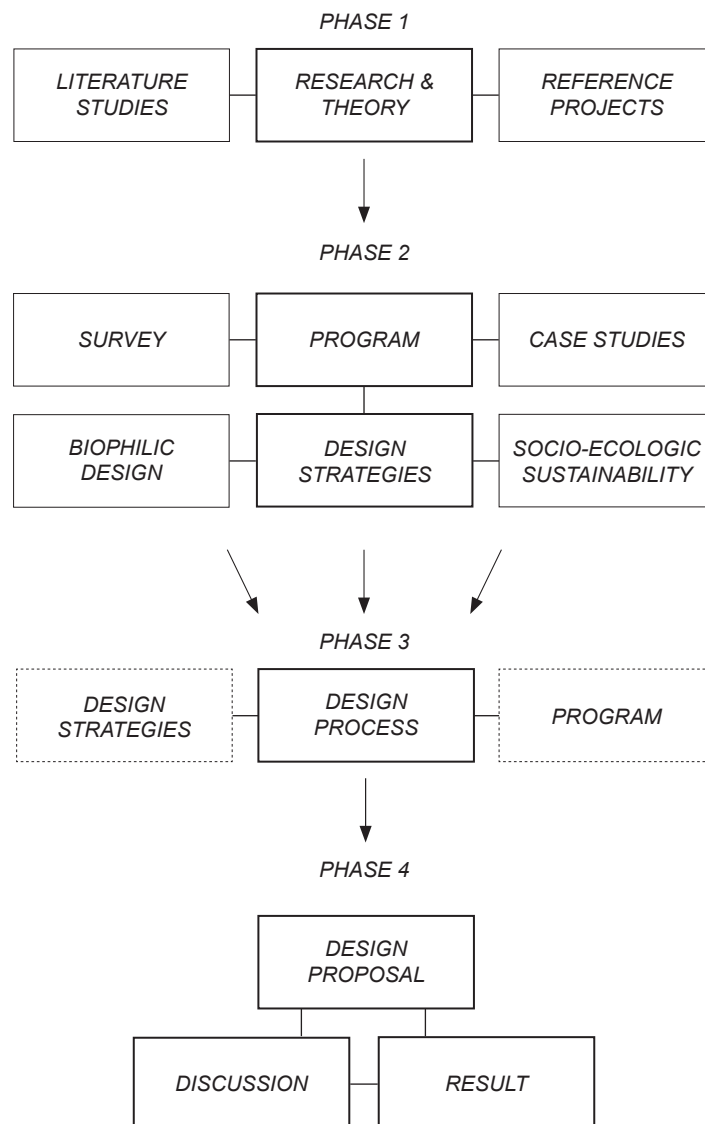 PHASE 1
LITERATURE
STUDIES
RESEARCH &
THEORY
REFERENCE
PROJECTS
PHASE 2
SURVEY
PROGRAM
CASE STUDIES
BIOPHILIC
DESIGN
DESIGN
STRATEGIES
SOCIO-ECOLOGIC
SUSTAINABILITY
PHASE 3
DESIGN
STRATEGIES
DESIGN
PROCESS
PROGRAM
PHASE 4
DESIGN
PROPOSAL
DISCUSSION
RESULT